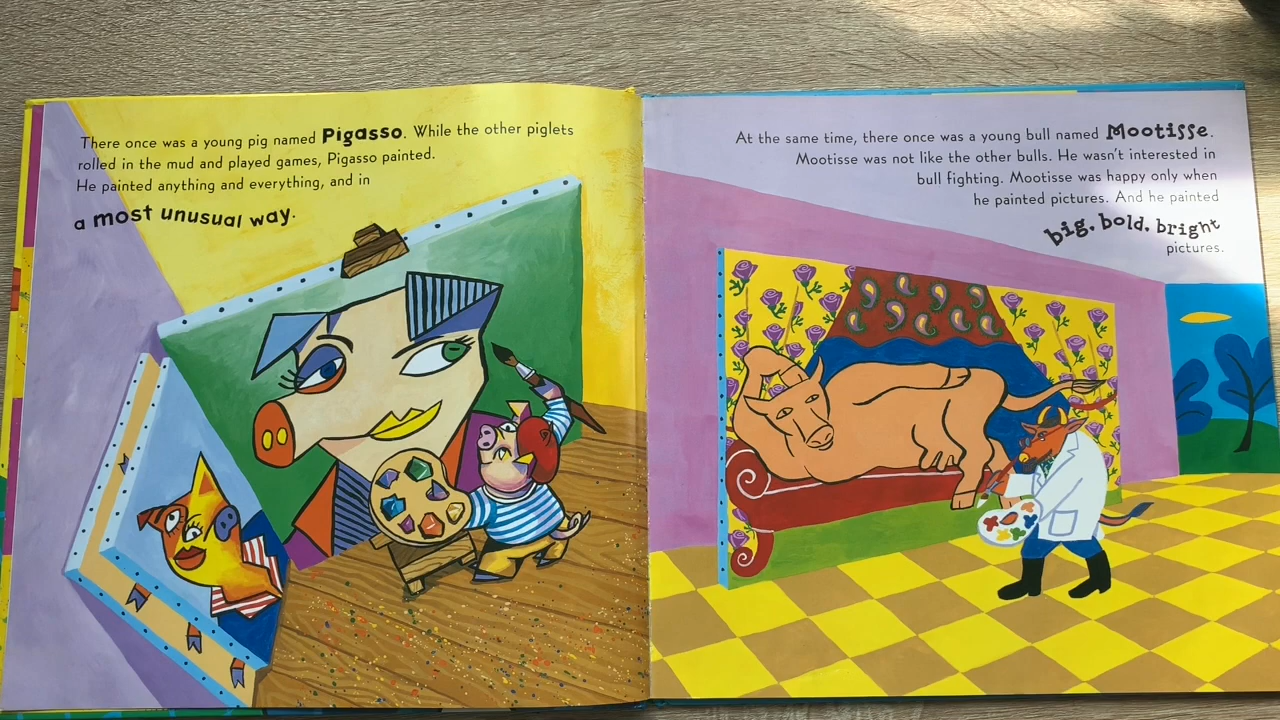 There once was a young pig named Pigasso. While the other piglets
rolled in the mud and played games, Pigasso painted.
He painted anything and everything, and in
a most unusual way.
At the same time, there once was a young bull named Mootisse.
Mootisse was not like the other bulls. He wasn't interested in
bull fighting. Mootisse was happy only when
he painted pictures. And he painted
big, bold, bright
pictures.